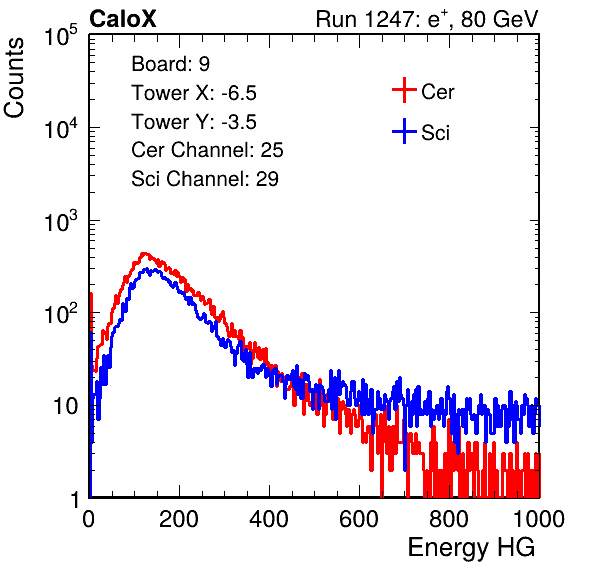 CaloX Run 1247: e⁺, 80 GeV
Counts
Board: 9
Tower X: -6.5
Tower Y: -3.5
Cer Channel: 25
Sci Channel: 29
Cer
Sci
10⁵
10⁴
10³
10²
10
1
0 200 400 600 800 1000
Energy HG